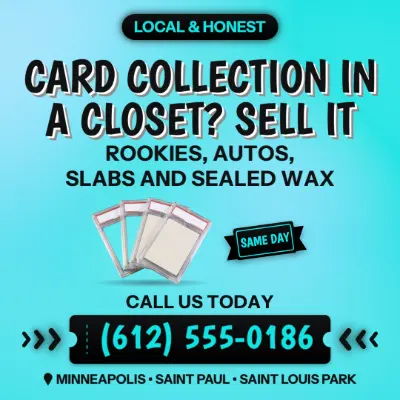 LOCAL & HONEST
CARD COLLECTION IN
A CLOSET? SELL IT
ROOKIES, AUTOS,
SLABS AND SEALED WAX
SAME DAY
CALL US TODAY
(612) 555-0186
MINNEAPOLIS • SAINT PAUL • SAINT LOUIS PARK